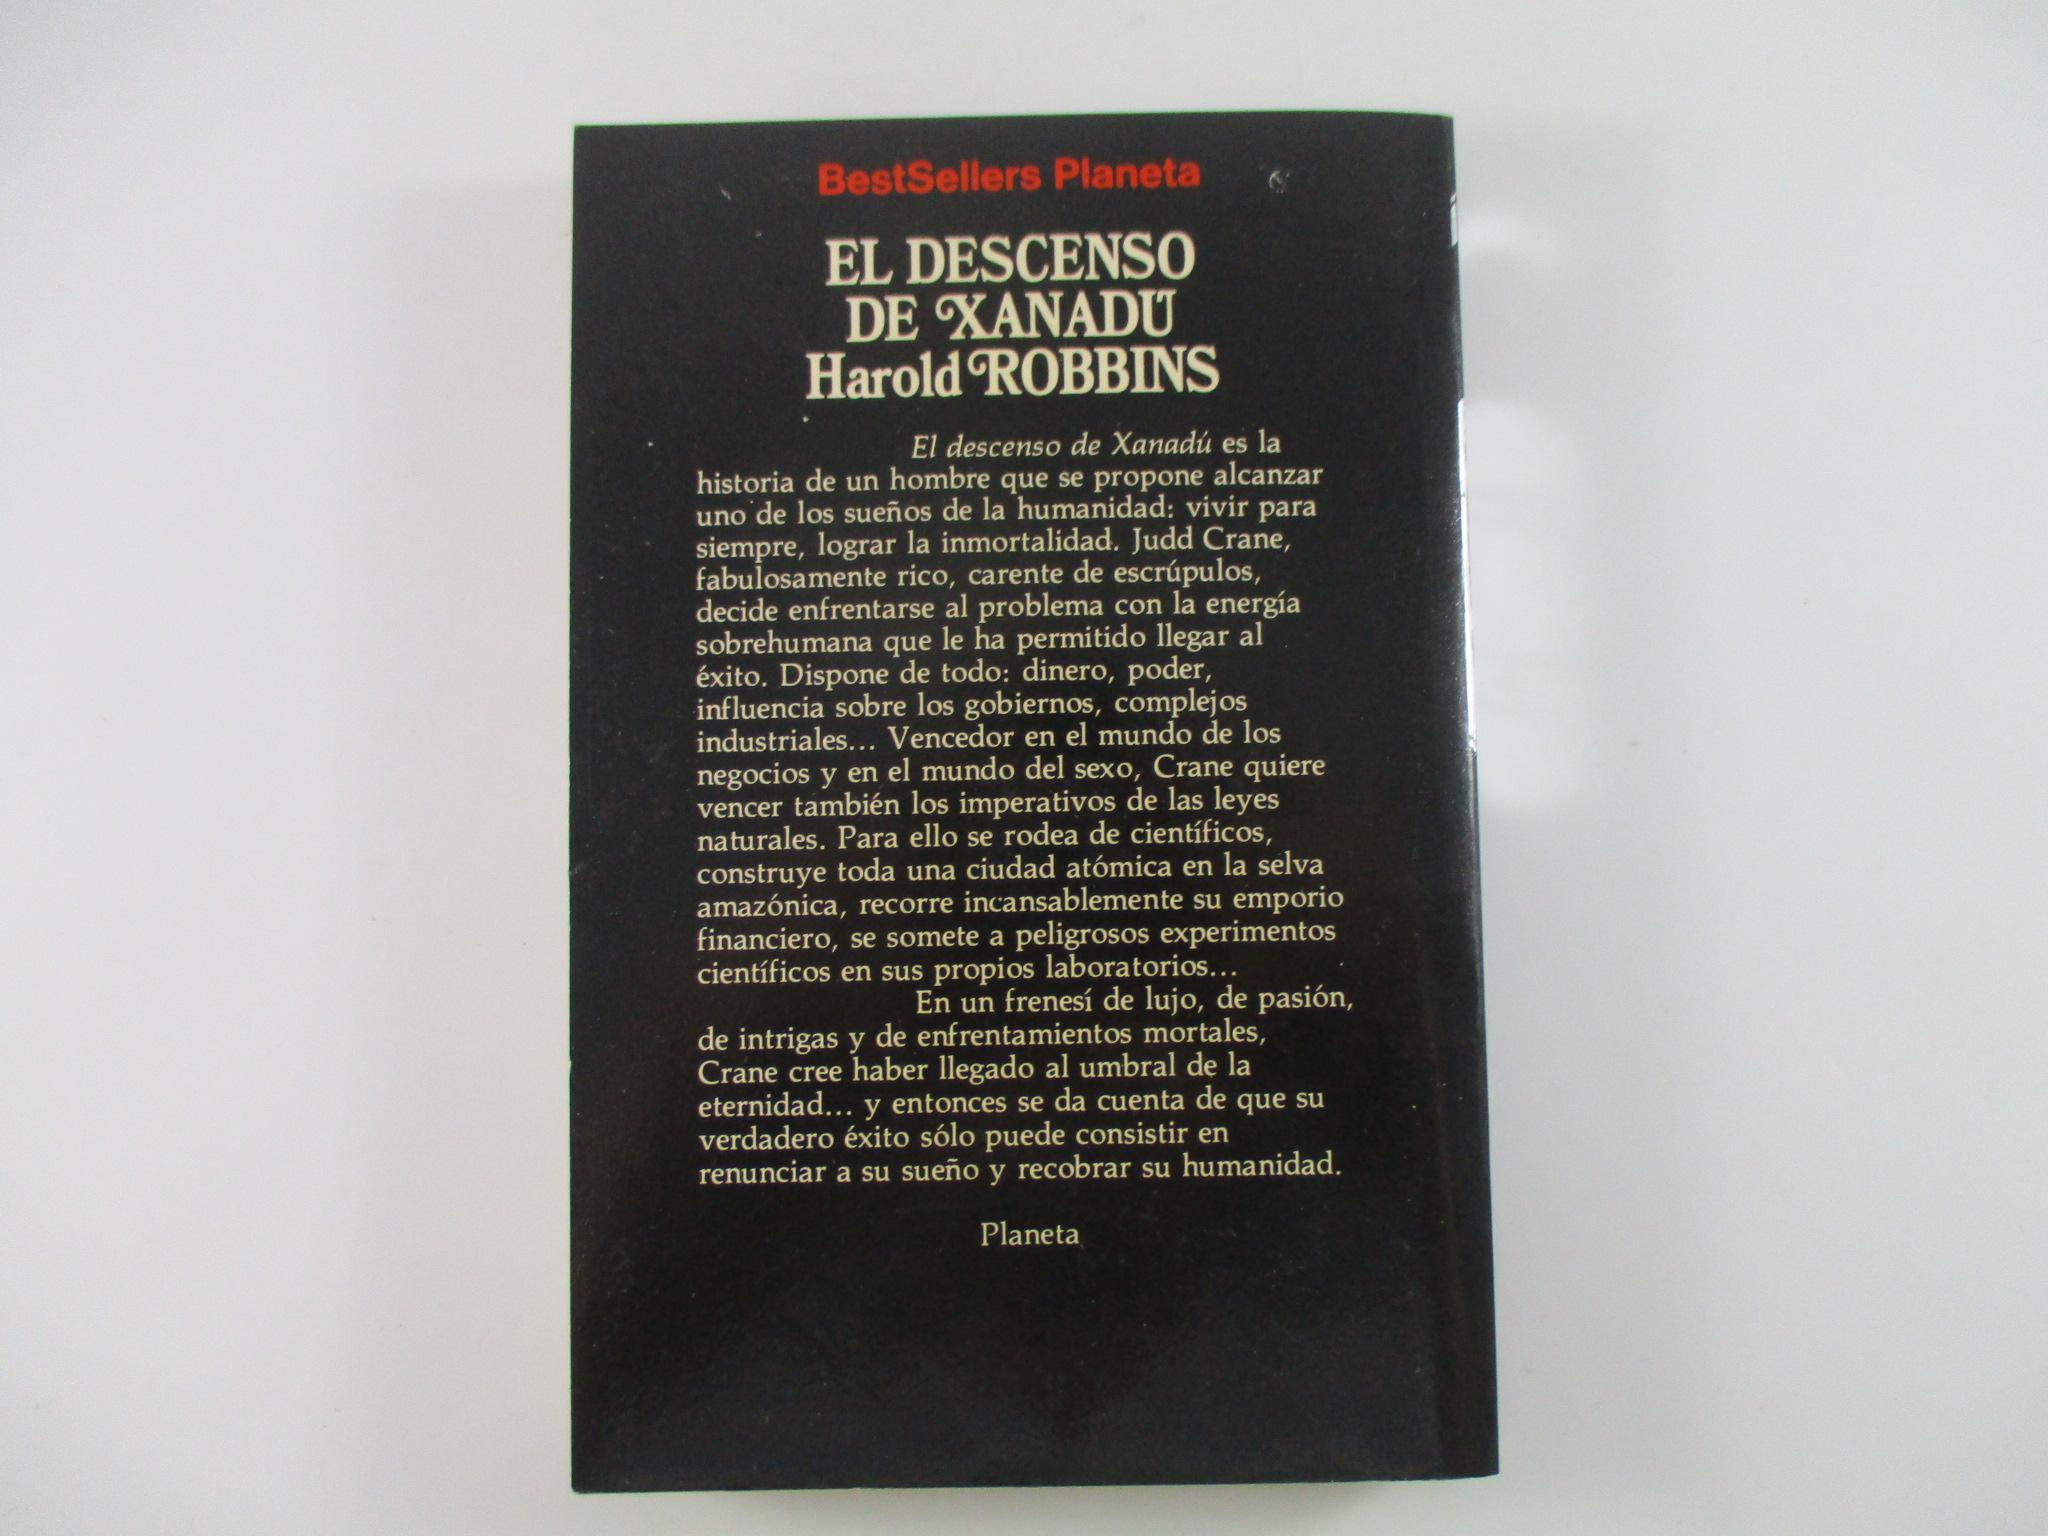 BestSellers Planeta
EL DESCENSO
DE XANADÚ
Harold ROBBINS
El descenso de Xanadú es la
historia de un hombre que se propone alcanzar
uno de los sueños de la humanidad: vivir para
siempre, lograr la inmortalidad. Judd Crane,
fabulosamente rico, carente de escrúpulos,
decide enfrentarse al problema con la energía
sobrehumana que le ha permitido llegar al
éxito. Dispone de todo: dinero, poder,
influencia sobre los gobiernos, complejos
industriales... Vencedor en el mundo de los
negocios y en el mundo del sexo, Crane quiere
vencer también los imperativos de las leyes
naturales. Para ello se rodea de científicos,
construye toda una ciudad atómica en la selva
amazónica, recorre incansablemente su emporio
financiero, se somete a peligrosos experimentos
científicos en sus propios laboratorios...
En un frenesí de lujo, de pasión,
de intrigas y de enfrentamientos mortales,
Crane cree haber llegado al umbral de la
eternidad... y entonces se da cuenta de que su
verdadero éxito sólo puede consistir en
renunciar a su sueño y recobrar su humanidad.
Planeta